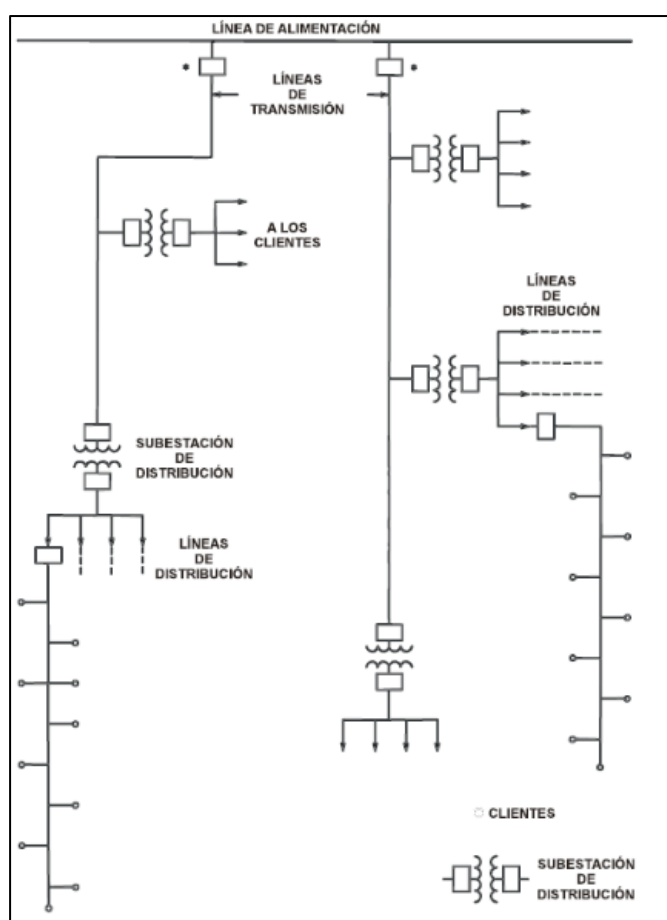 LÍNEA DE ALIMENTACIÓN
*
*
LÍNEAS
DE
TRANSMISIÓN
A LOS
CLIENTES
LÍNEAS
DE
DISTRIBUCIÓN
SUBESTACIÓN
DE
DISTRIBUCIÓN
LÍNEAS
DE
DISTRIBUCIÓN
CLIENTES
SUBESTACIÓN
DE
DISTRIBUCIÓN